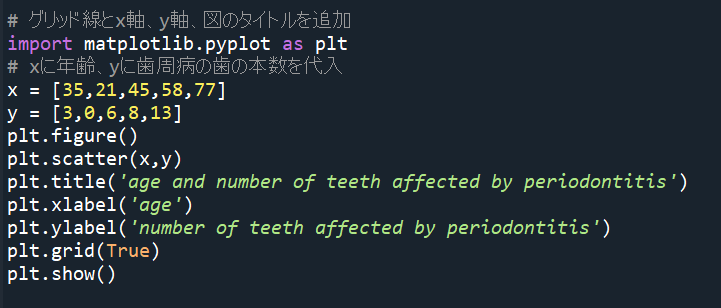 # グリッド線とx軸、y軸、図のタイトルを追加
import matplotlib.pyplot as plt
# xに年齢、yに歯周病の歯の本数を代入
x = [35,21,45,58,77]
y = [3,0,6,8,13]
plt.figure()
plt.scatter(x,y)
plt.title('age and number of teeth affected by periodontitis')
plt.xlabel('age')
plt.ylabel('number of teeth affected by periodontitis')
plt.grid(True)
plt.show()